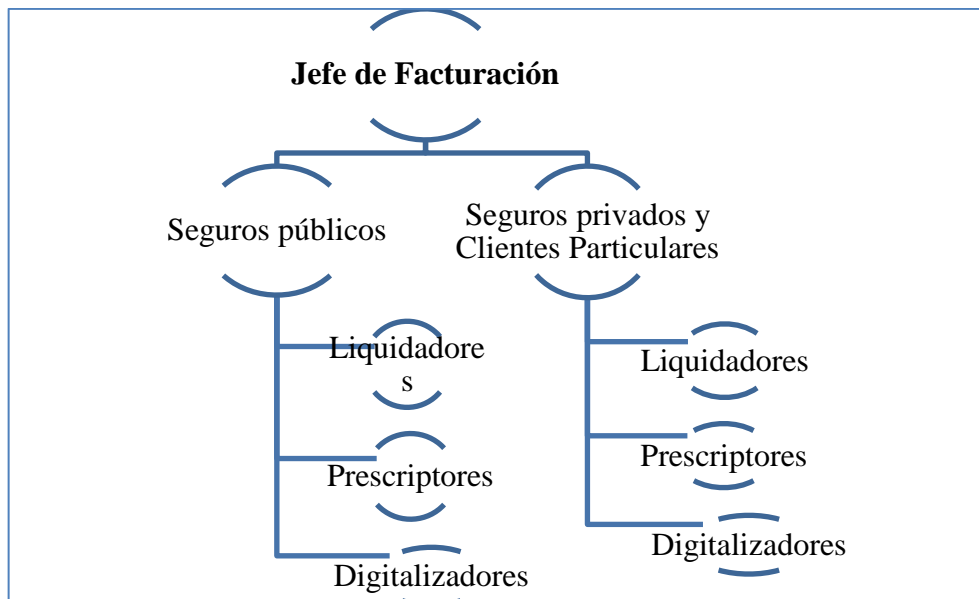 Jefe de Facturación
Seguros públicos
Seguros privados y
Clientes Particulares
Liquidadore
s
Prescriptores
Digitalizadores
Liquidadores
Prescriptores
Digitalizadores